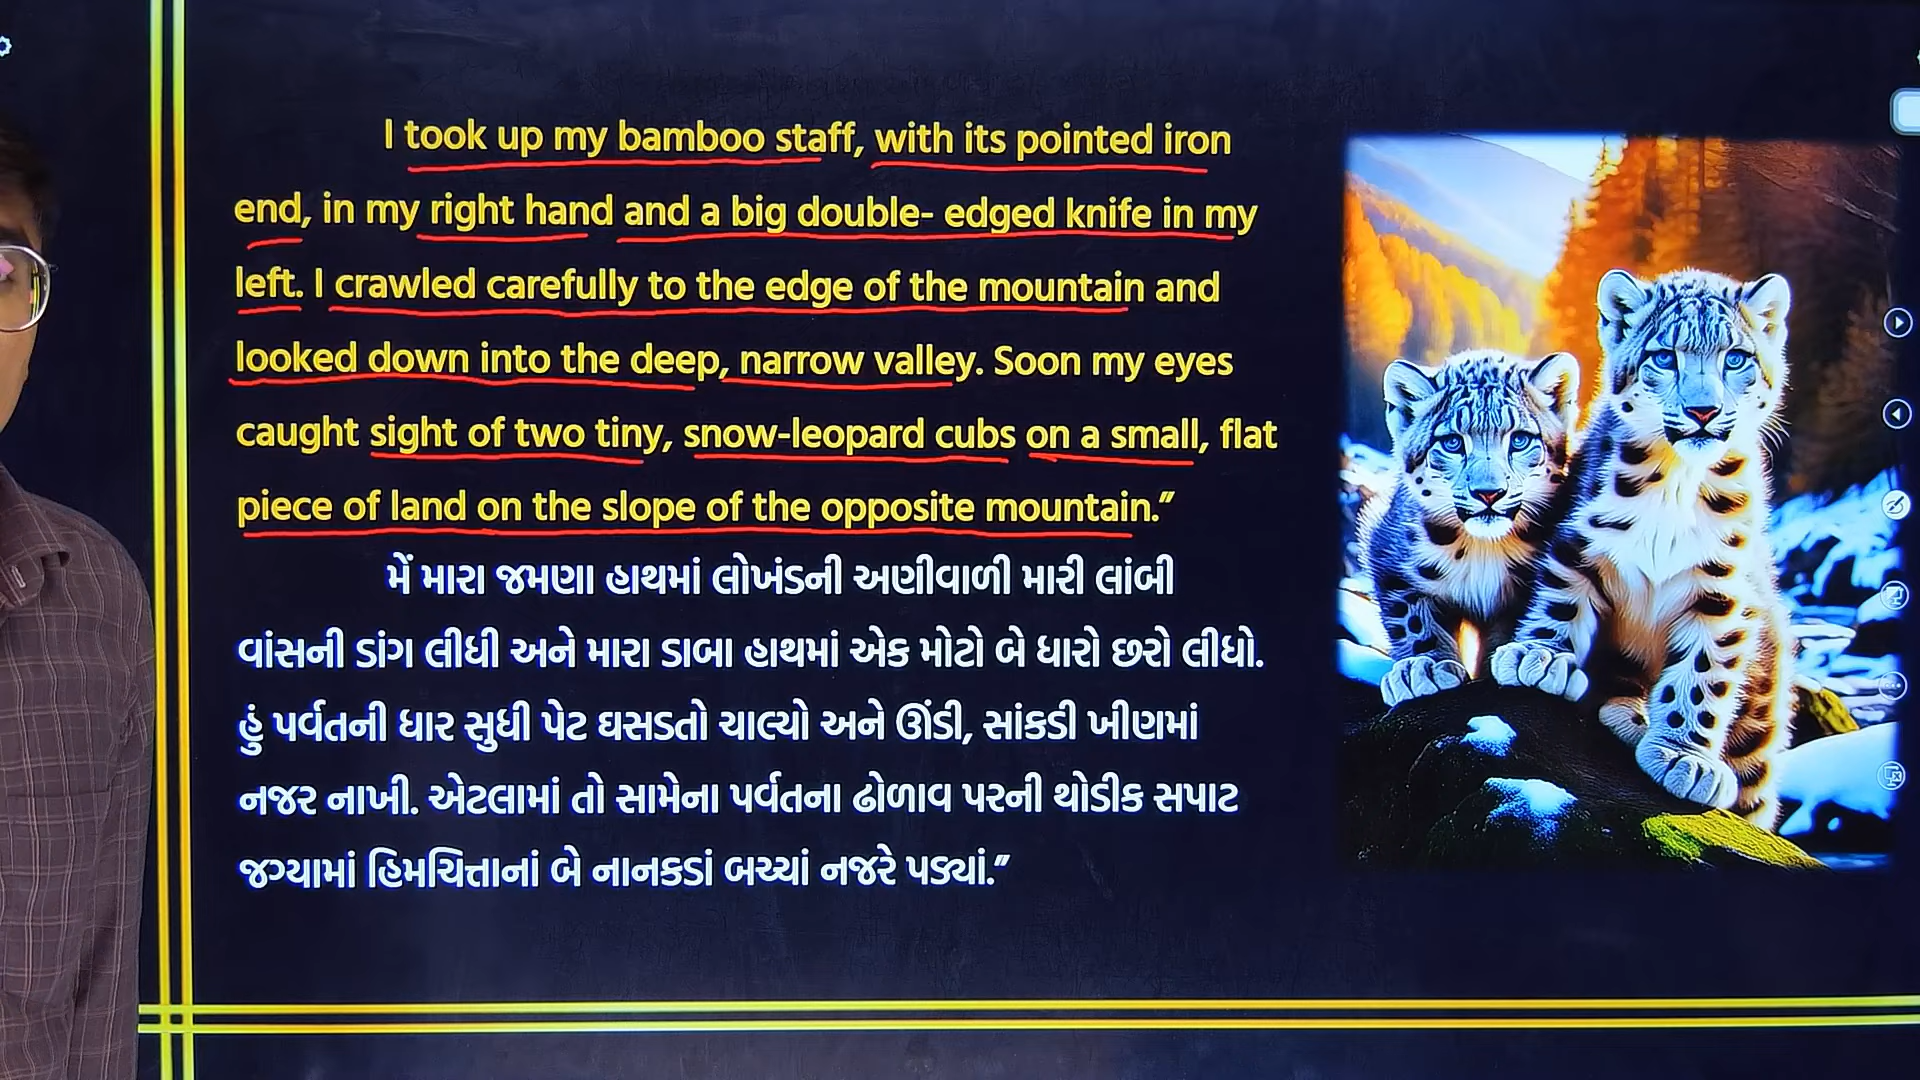 I took up my bamboo staff, with its pointed iron
end, in my right hand and a big double- edged knife in my
left. I crawled carefully to the edge of the mountain and
looked down into the deep, narrow valley. Soon my eyes
caught sight of two tiny, snow-leopard cubs on a small, flat
piece of land on the slope of the opposite mountain.”
મેં મારા જમણા હાથમાં લોખંડની અણીવાળી મારી લાંબી
વાંસની ડાંગ લીધી અને મારા ડાબા હાથમાં એક મોટો બે ધારો છરો લીધો.
હું પર્વતની ધાર સુધી પેટ ઘસડતો ચાલ્યો અને ઊંડી, સાંકડી ખીણમાં
નજર નાખી. એટલામાં તો સામેના પર્વતના ઢોળાવ પરની થોડીક સપાટ
જગ્યામાં હિમચિત્તાનાં બે નાનકડાં બચ્ચાં નજરે પડ્યાં.”